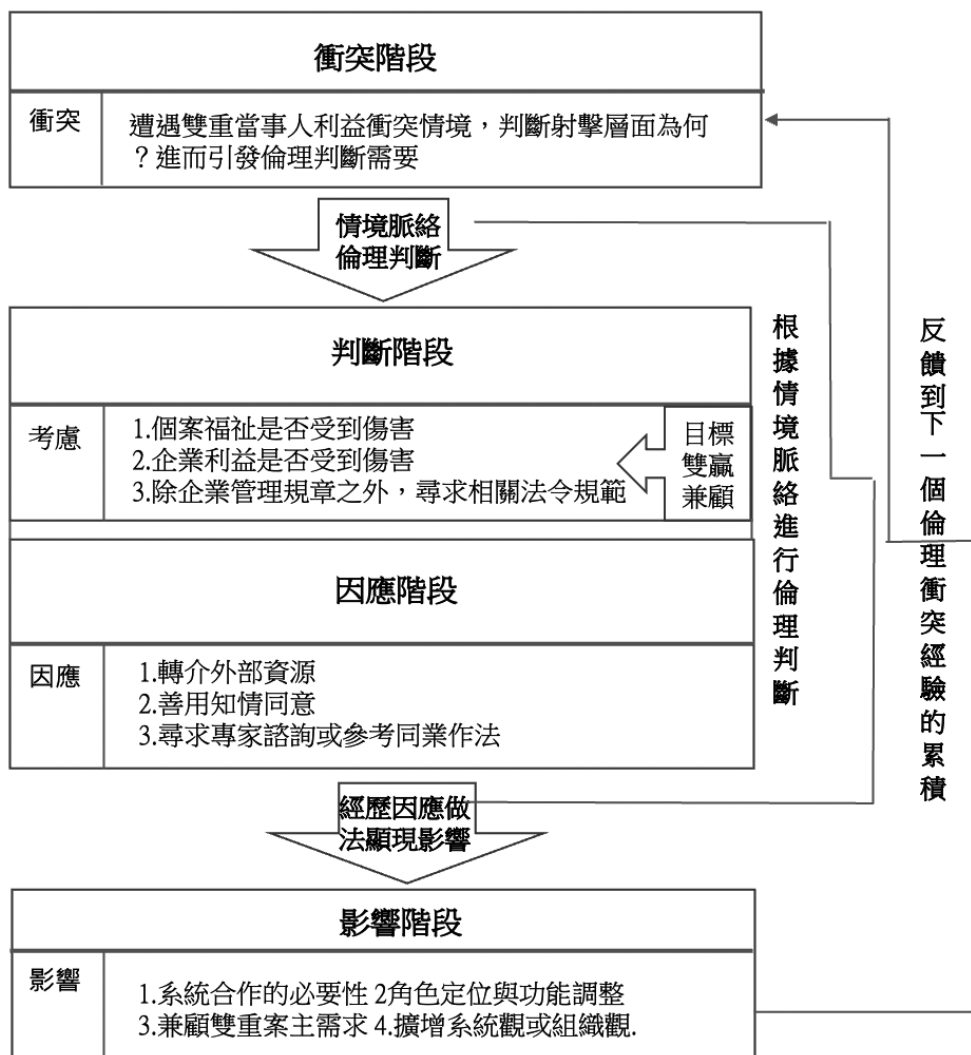 衝突階段
衝突
遭遇雙重當事人利益衝突情境，判斷射擊層面為何
？進而引發倫理判斷需要
情境脈絡
倫理判斷
判斷階段
考慮
1.個案福祉是否受到傷害
2.企業利益是否受到傷害
3.除企業管理規章之外，尋求相關法令規範
目標
雙贏
兼顧
因應階段
因應
1.轉介外部資源
2.善用知情同意
3.尋求專家諮詢或參考同業作法
經歷因應做
法顯現影響
影響階段
影響
1.系統合作的必要性 2角色定位與功能調整
3.兼顧雙重案主需求 4.擴增系統觀或組織觀.
根據情境脈絡進行倫理判斷
反饋到下一個倫理衝突經驗的累積